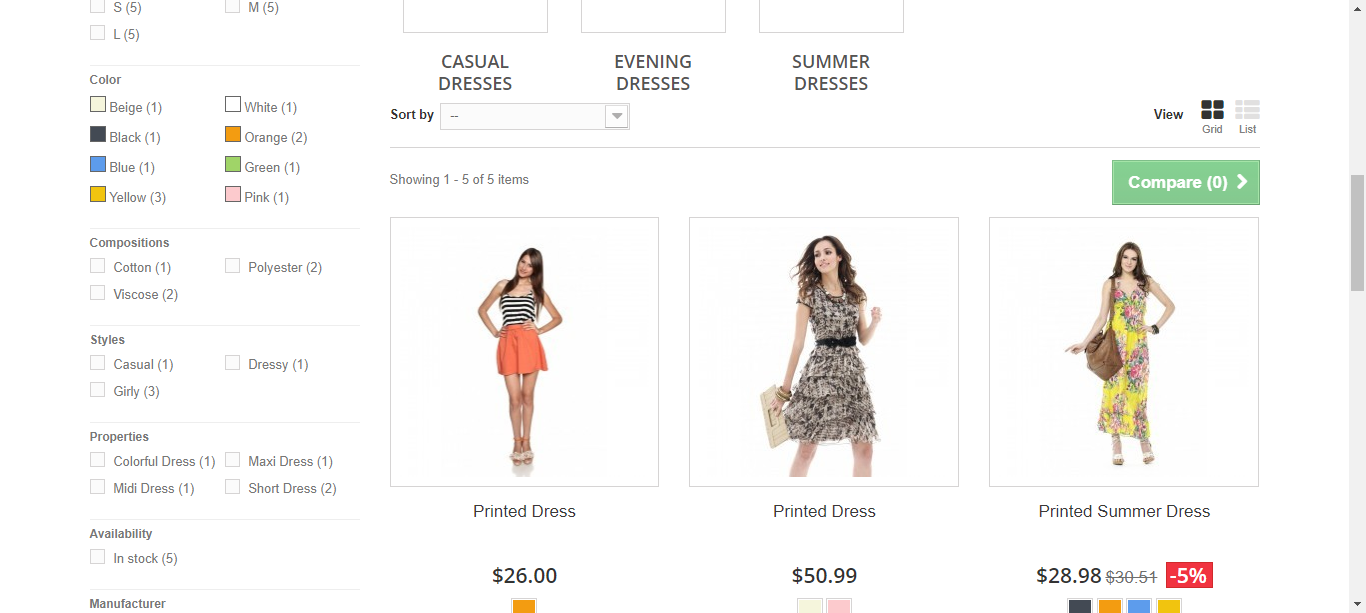 S (5)
M (5)
L (5)
Color
Beige (1)
White (1)
Black (1)
Orange (2)
Blue (1)
Green (1)
Yellow (3)
Pink (1)
Compositions
Cotton (1)
Polyester (2)
Viscose (2)
Styles
Casual (1)
Dressy (1)
Girly (3)
Properties
Colorful Dress (1)
Maxi Dress (1)
Midi Dress (1)
Short Dress (2)
Availability
In stock (5)
Manufacturer
CASUAL
DRESSES
EVENING
DRESSES
SUMMER
DRESSES
Sort by
--
View
Grid
List
Showing 1 - 5 of 5 items
Compare (0)
Printed Dress
$26.00
Printed Dress
$50.99
Printed Summer Dress
$28.98 $30.51 -5%